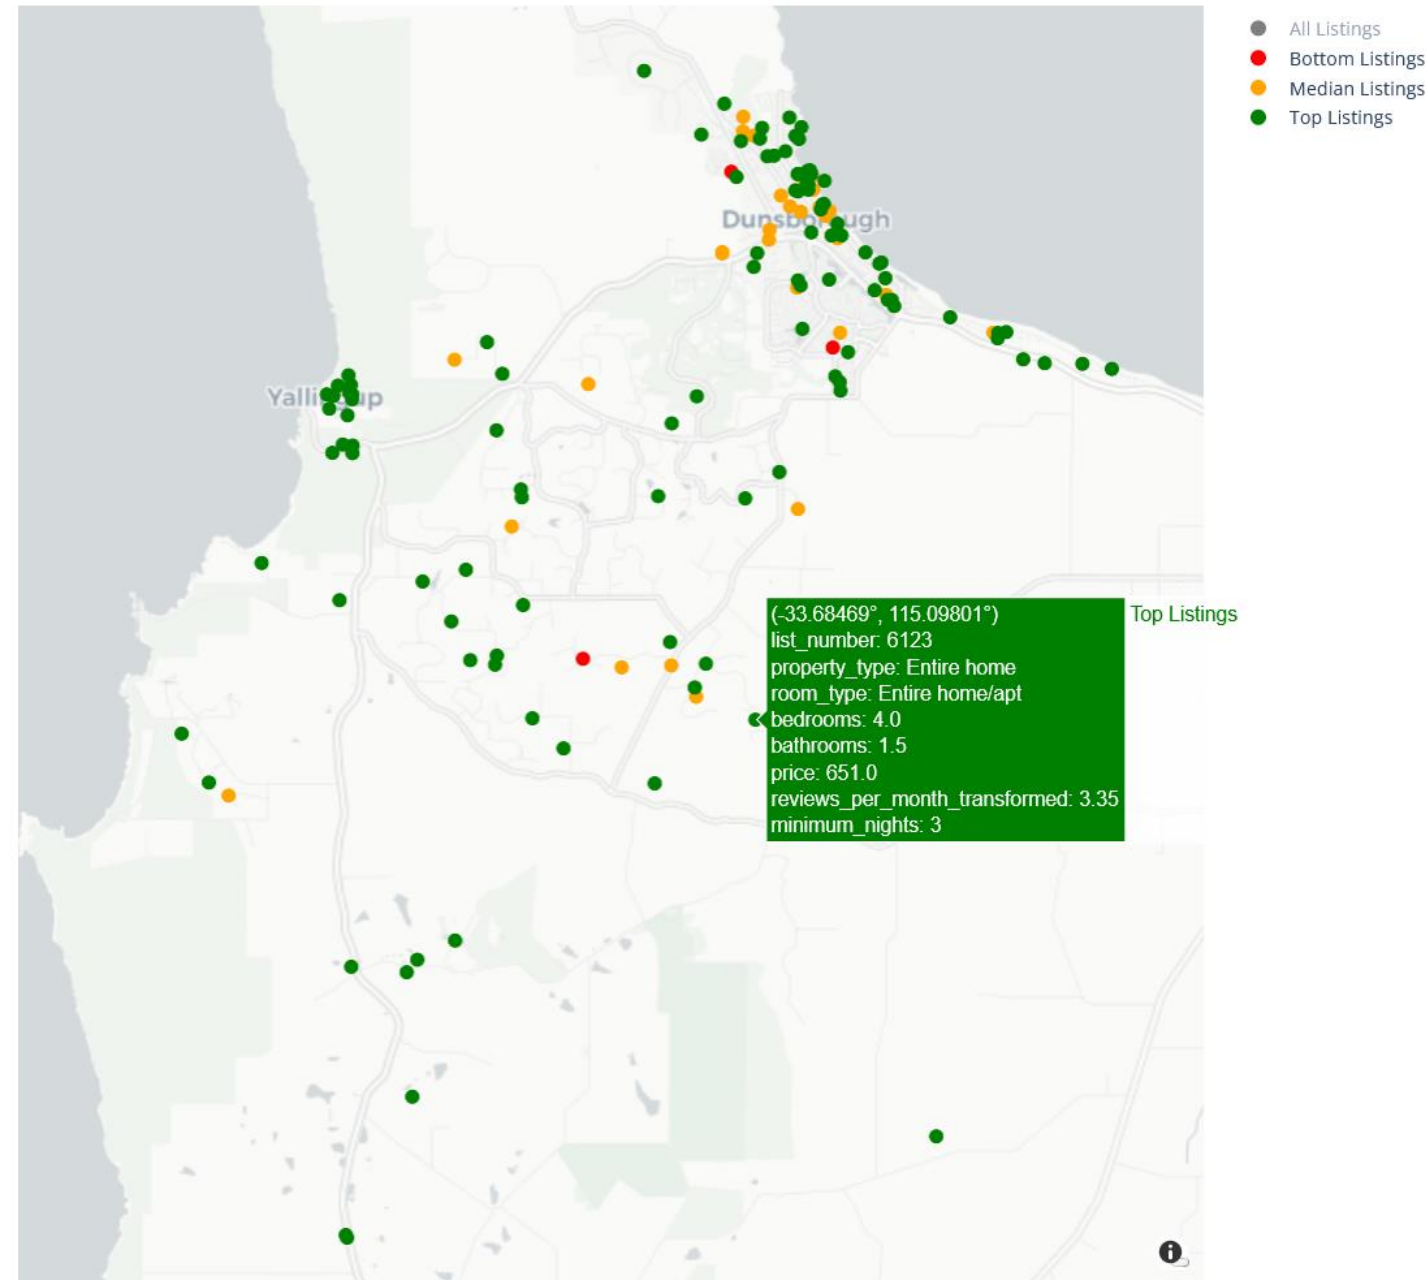 All Listings
Bottom Listings
Median Listings
Top Listings
Dunsborough
Yallingup
(-33.68469°, 115.09801°)
Top Listings
list_number: 6123
property_type: Entire home
room_type: Entire home/apt
bedrooms: 4.0
bathrooms: 1.5
price: 651.0
reviews_per_month_transformed: 3.35
minimum_nights: 3